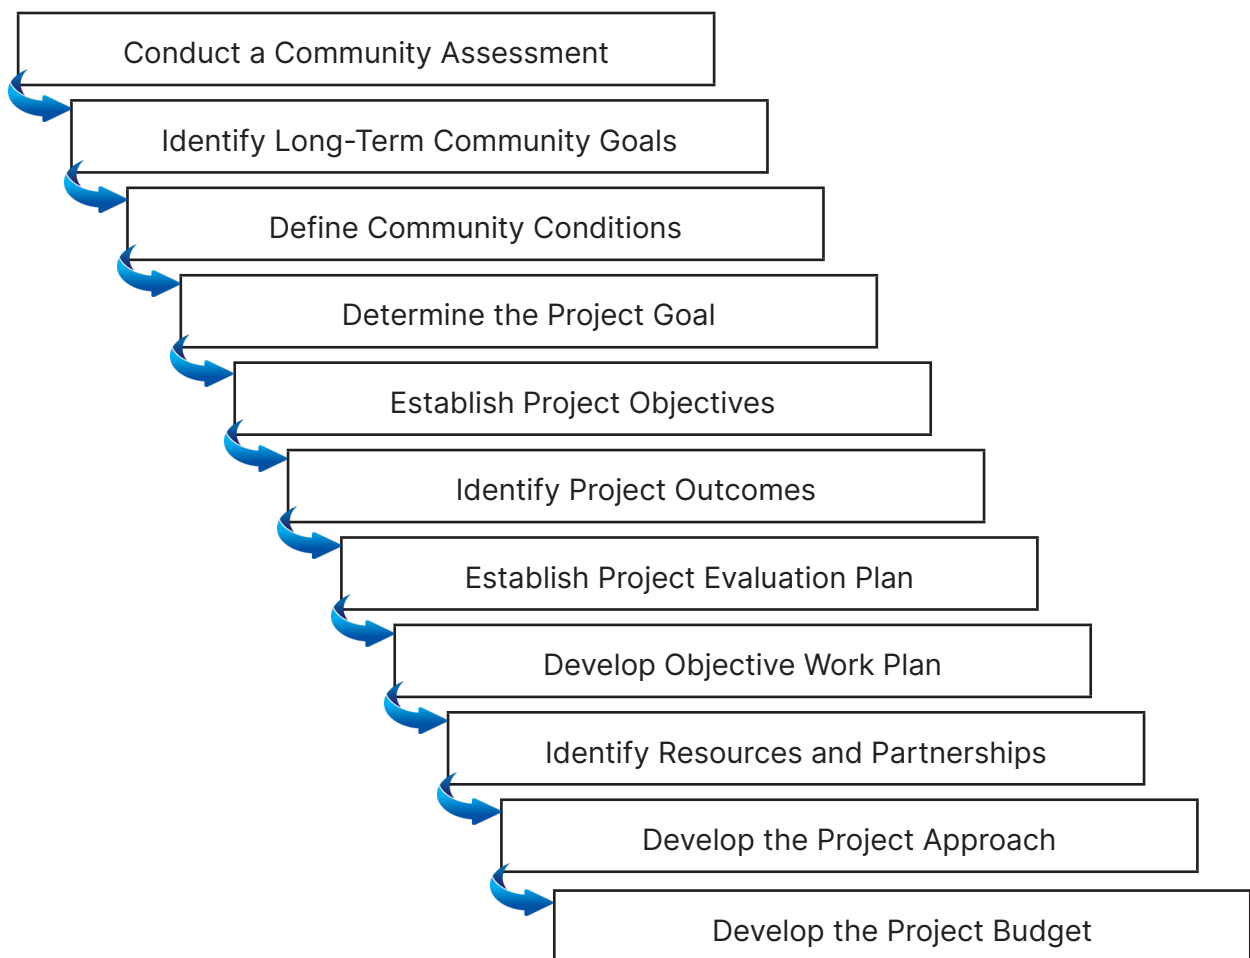 Conduct a Community Assessment
Identify Long-Term Community Goals
Define Community Conditions
Determine the Project Goal
Establish Project Objectives
Identify Project Outcomes
Establish Project Evaluation Plan
Develop Objective Work Plan
Identify Resources and Partnerships
Develop the Project Approach
Develop the Project Budget